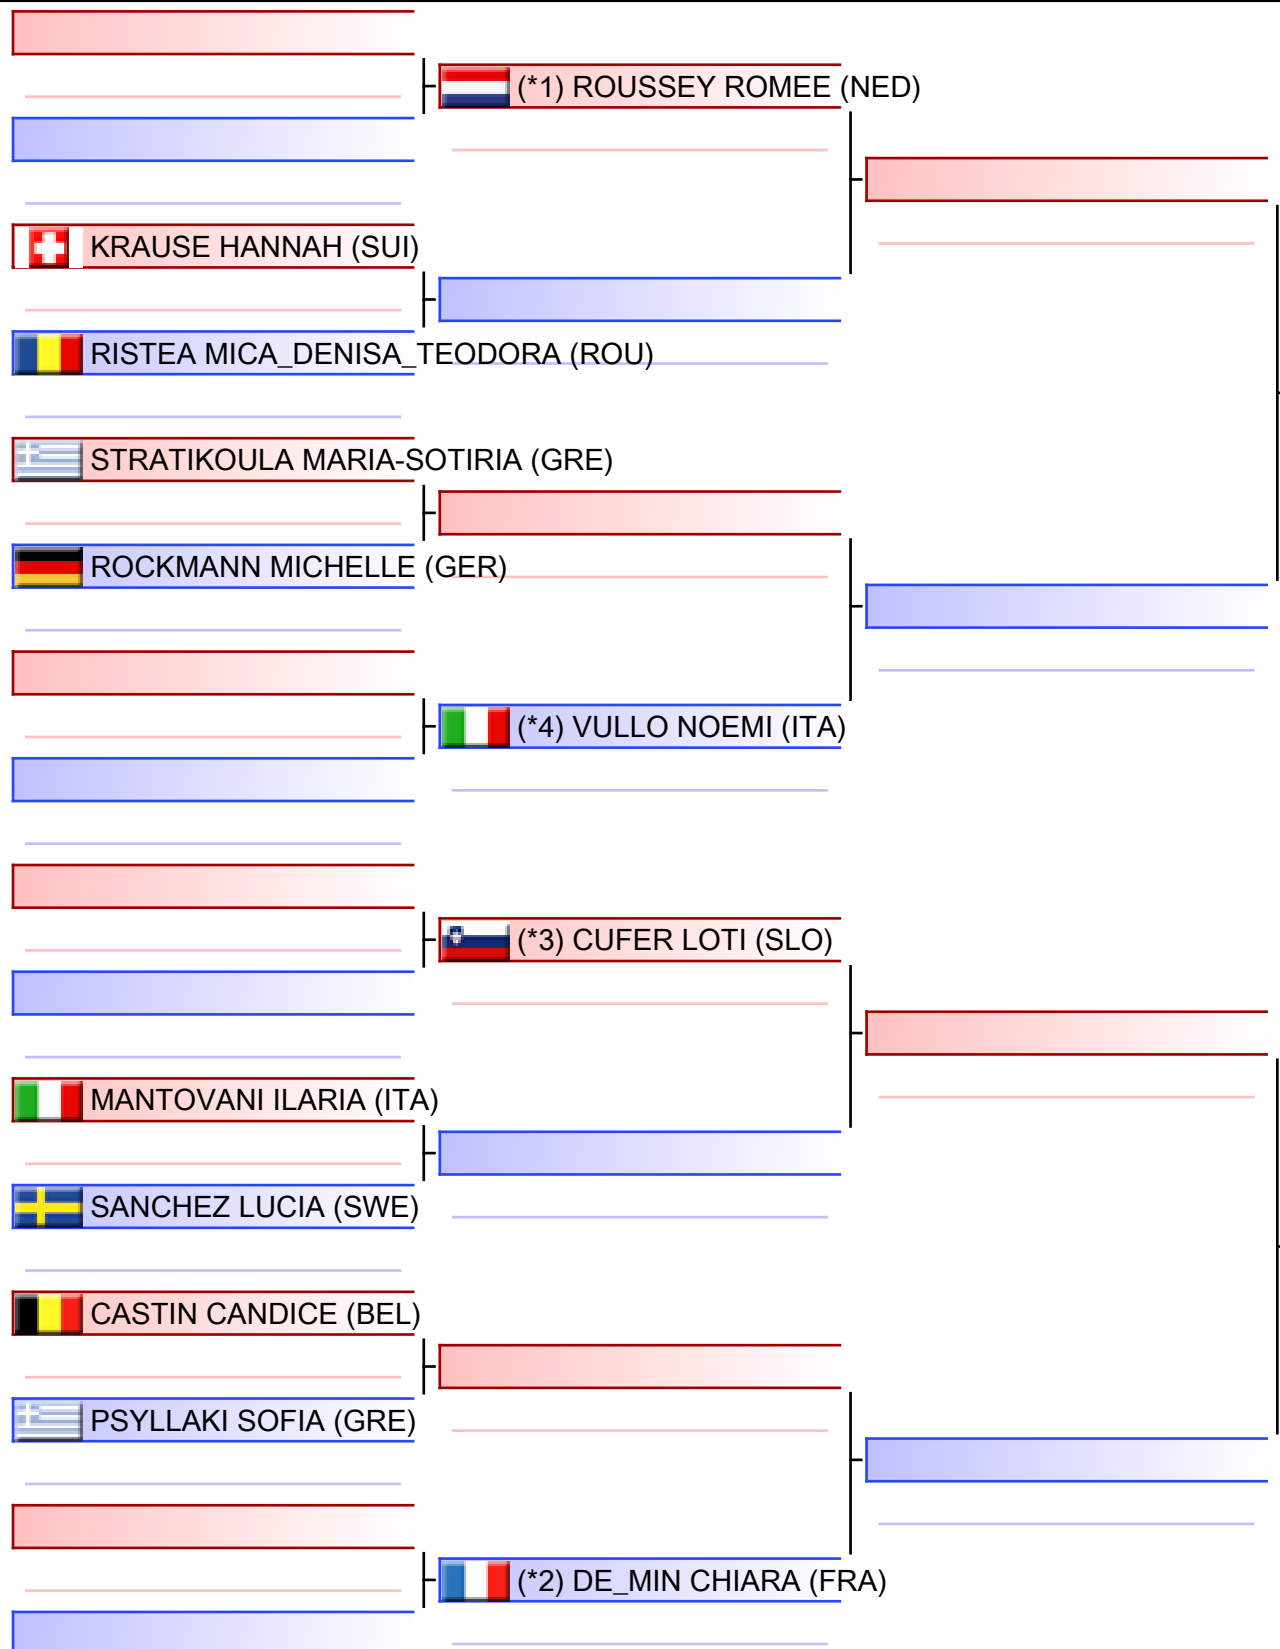 (*1) ROUSSEY ROMEE (NED)
KRAUSE HANNAH (SUI)
RISTEA MICA_DENISA_TEODORA (ROU)
STRATIKOULA MARIA-SOTIRIA (GRE)
ROCKMANN MICHELLE (GER)
(*4) VULLO NOEMI (ITA)
(*3) CUFER LOTI (SLO)
MANTOVANI ILARIA (ITA)
SANCHEZ LUCIA (SWE)
CASTIN CANDICE (BEL)
PSYLLAKI SOFIA (GRE)
(*2) DE_MIN CHIARA (FRA)